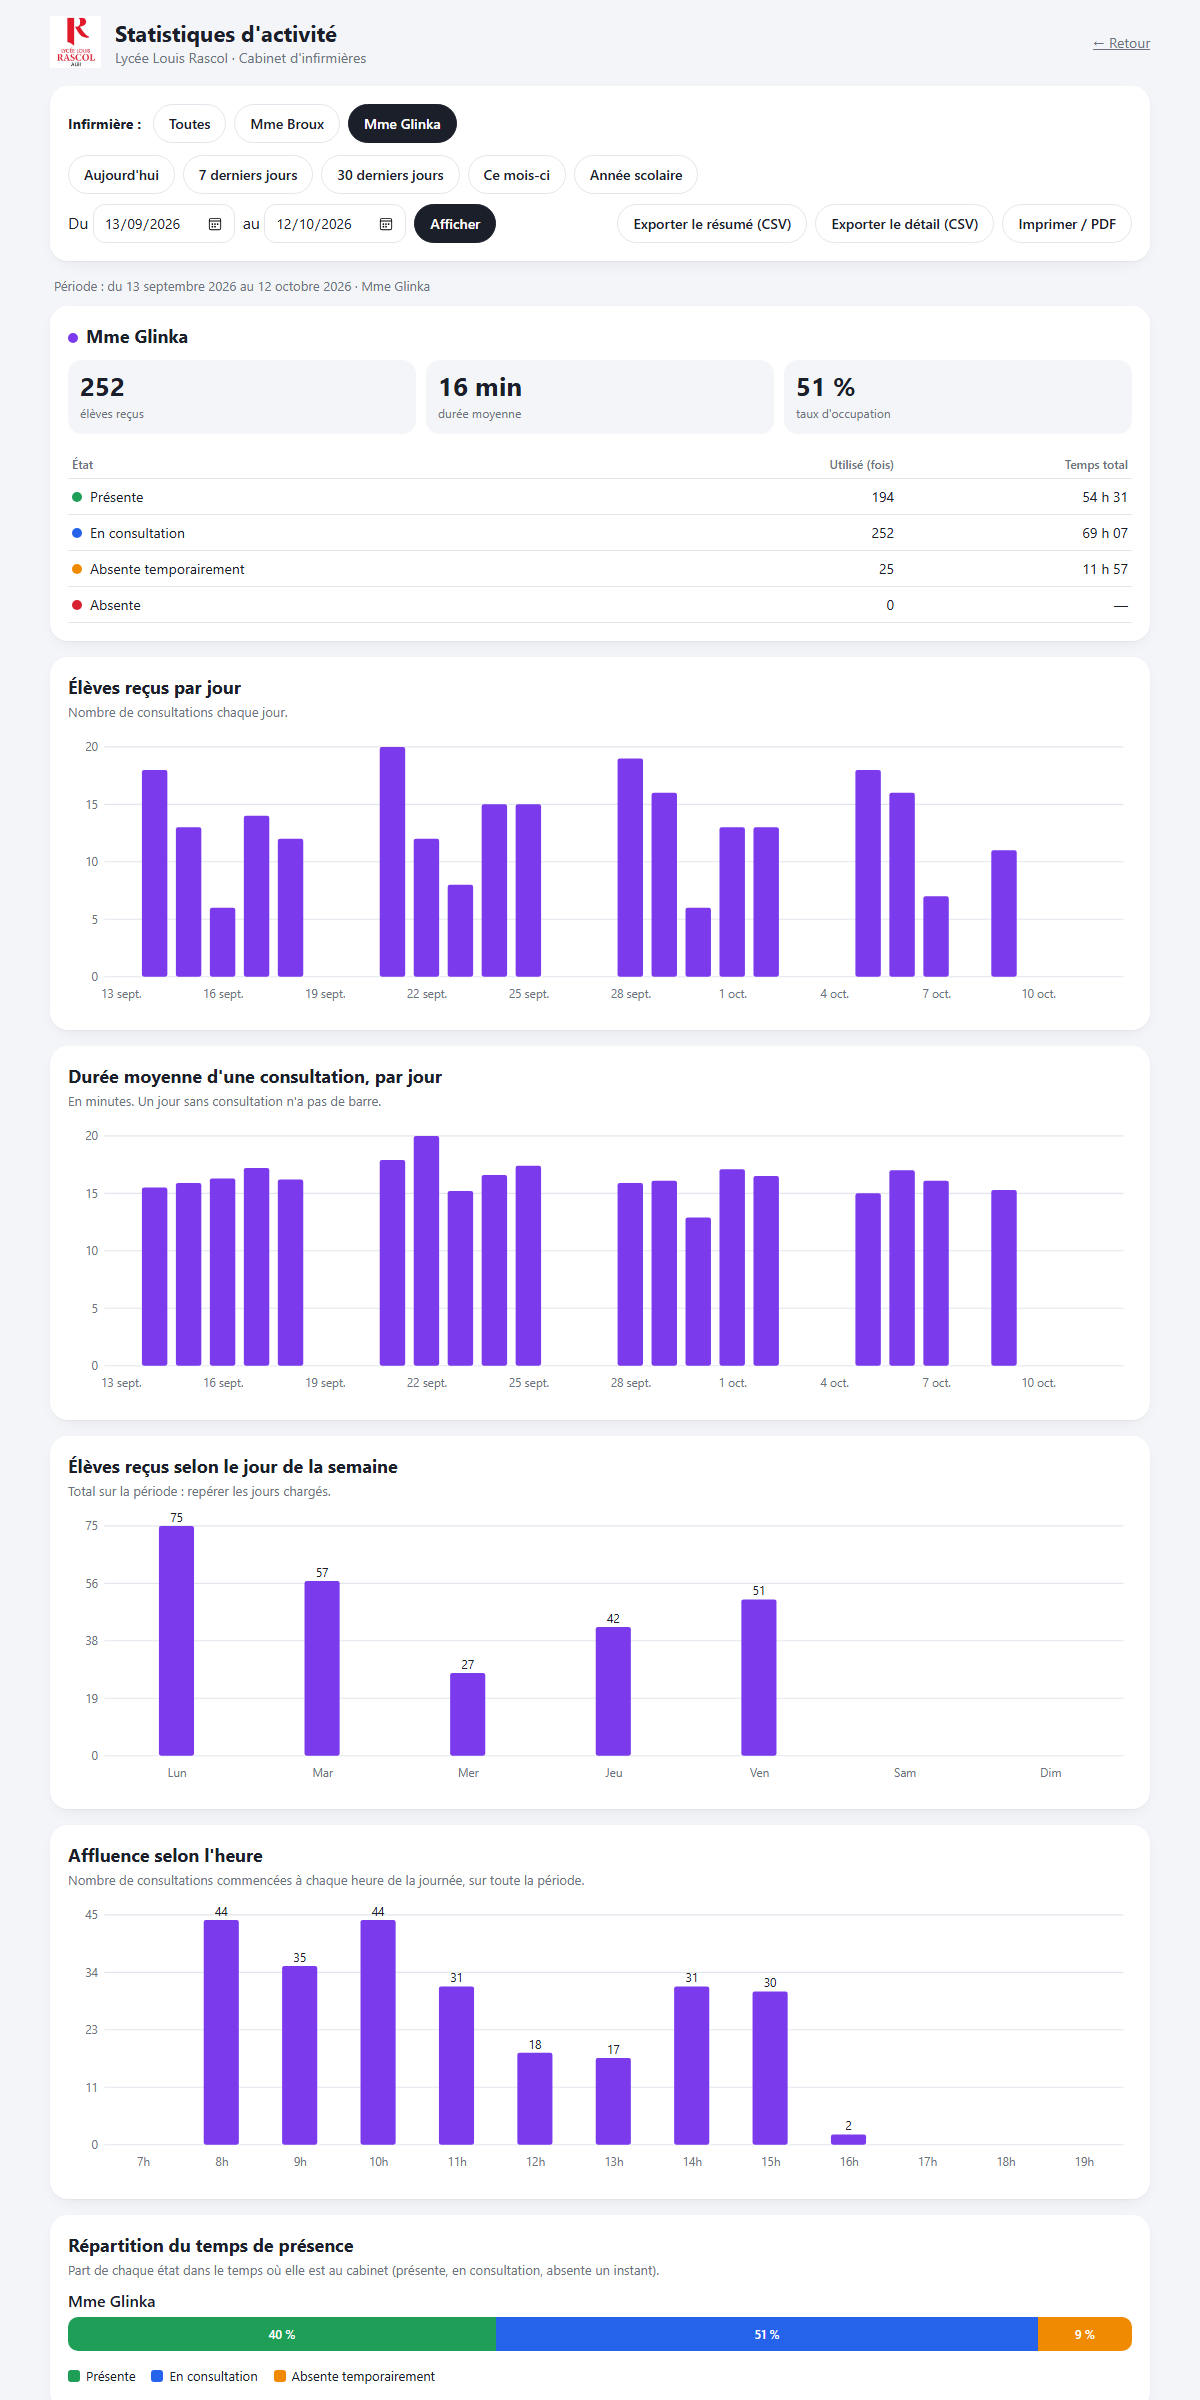 LYCÉE LOUIS
RASCOL
ALBI
Statistiques d'activité
Lycée Louis Rascol · Cabinet d'infirmières
← Retour
Infirmière : Toutes Mme Broux Mme Glinka
Aujourd'hui 7 derniers jours 30 derniers jours Ce mois-ci Année scolaire
Du 13/09/2026 au 12/10/2026 Afficher Exporter le résumé (CSV) Exporter le détail (CSV) Imprimer / PDF
Période : du 13 septembre 2026 au 12 octobre 2026 · Mme Glinka
Mme Glinka
252 16 min 51 %
élèves reçus durée moyenne taux d'occupation
État Utilisé (fois) Temps total
Présente 194 54 h 31
En consultation 252 69 h 07
Absente temporairement 25 11 h 57
Absente 0 —
Élèves reçus par jour
Nombre de consultations chaque jour.
20
15
10
5
0
13 sept. 16 sept. 19 sept. 22 sept. 25 sept. 28 sept. 1 oct. 4 oct. 7 oct. 10 oct.
Durée moyenne d'une consultation, par jour
En minutes. Un jour sans consultation n'a pas de barre.
20
15
10
5
0
13 sept. 16 sept. 19 sept. 22 sept. 25 sept. 28 sept. 1 oct. 4 oct. 7 oct. 10 oct.
Élèves reçus selon le jour de la semaine
Total sur la période : repérer les jours chargés.
75
56
38
19
0
75 57 27 42 51
Lun Mar Mer Jeu Ven Sam Dim
Affluence selon l'heure
Nombre de consultations commencées à chaque heure de la journée, sur toute la période.
45
34
23
11
0
44 35 44 31 18 17 31 30 2
7h 8h 9h 10h 11h 12h 13h 14h 15h 16h 17h 18h 19h
Répartition du temps de présence
Part de chaque état dans le temps où elle est au cabinet (présente, en consultation, absente un instant).
Mme Glinka
40 % 51 % 9 %
Présente En consultation Absente temporairement